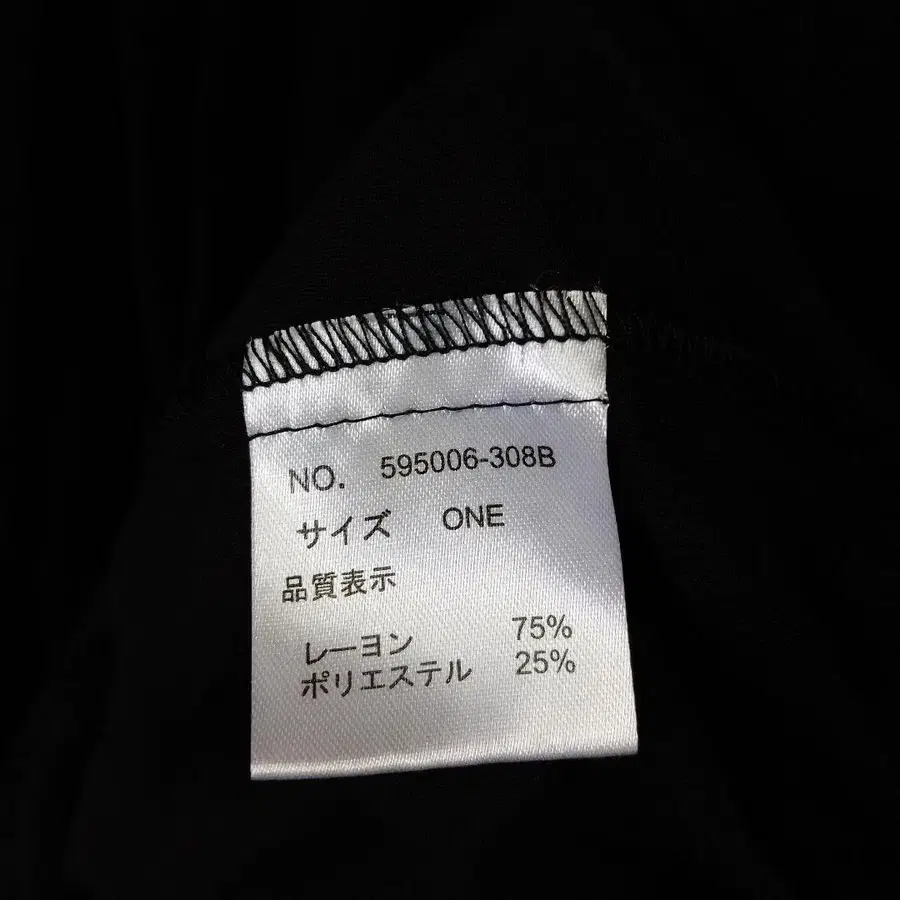 NO. 595006-308B
サイズ ONE
品質表示
レーヨン 75%
ポリエステル 25%